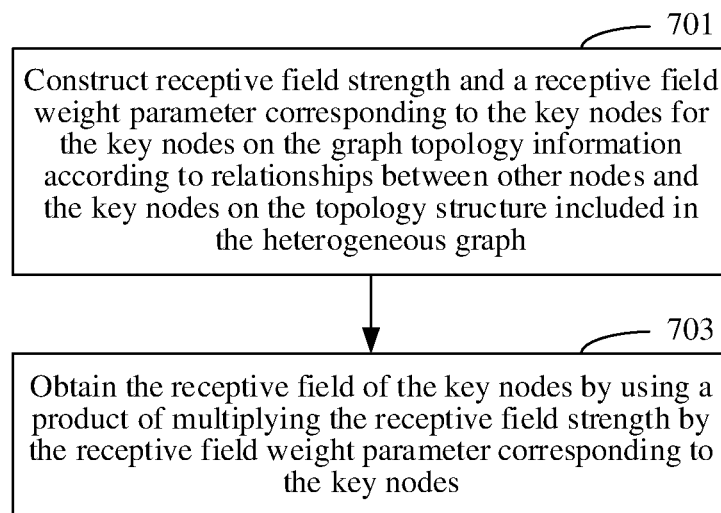 701
Construct receptive field strength and a receptive field
weight parameter corresponding to the key nodes for
the key nodes on the graph topology information
according to relationships between other nodes and
the key nodes on the topology structure included in
the heterogeneous graph
703
Obtain the receptive field of the key nodes by using a
product of multiplying the receptive field strength by
the receptive field weight parameter corresponding to
the key nodes